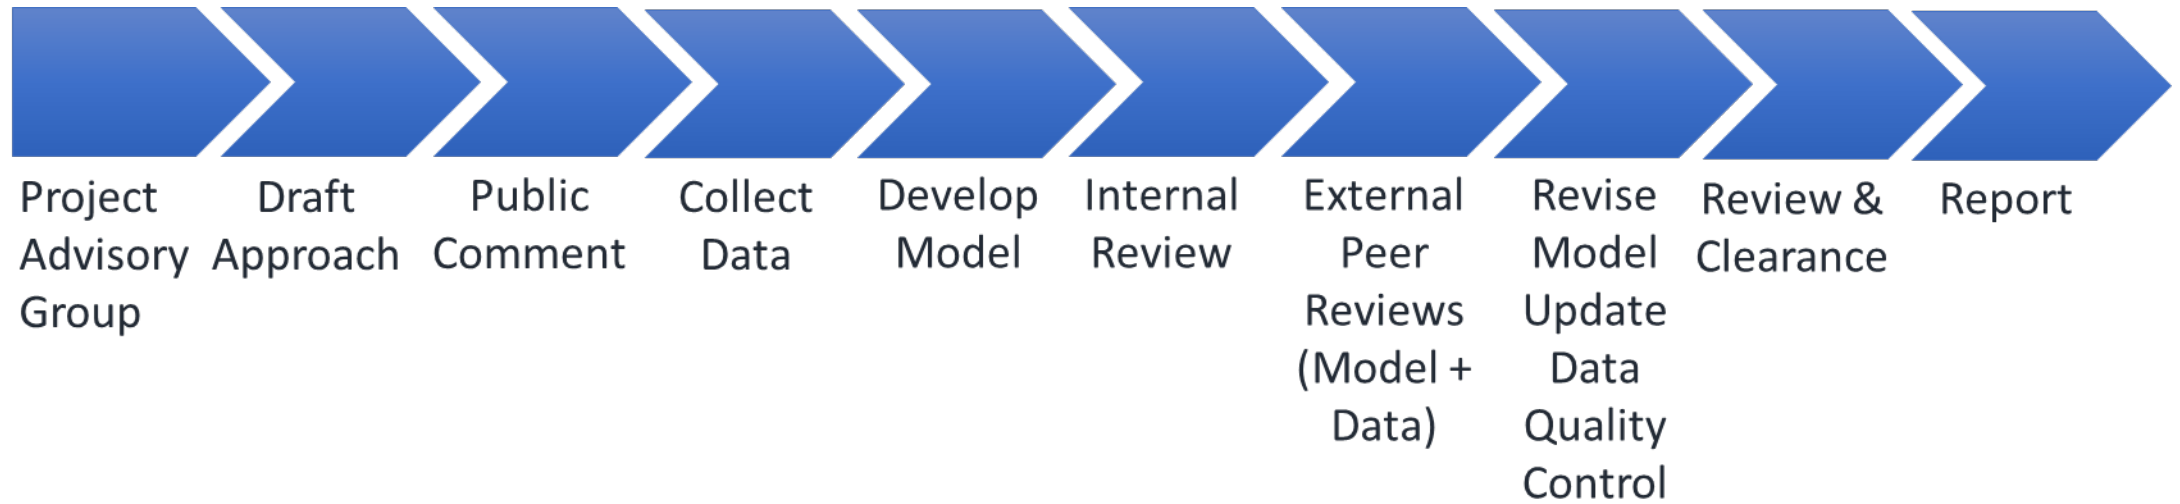 Project
Advisory
Group
Draft
Approach
Public
Comment
Collect
Data
Develop
Model
Internal
Review
External
Peer
Reviews
(Model +
Data)
Revise
Model
Update
Data
Quality
Control
Review &
Clearance
Report